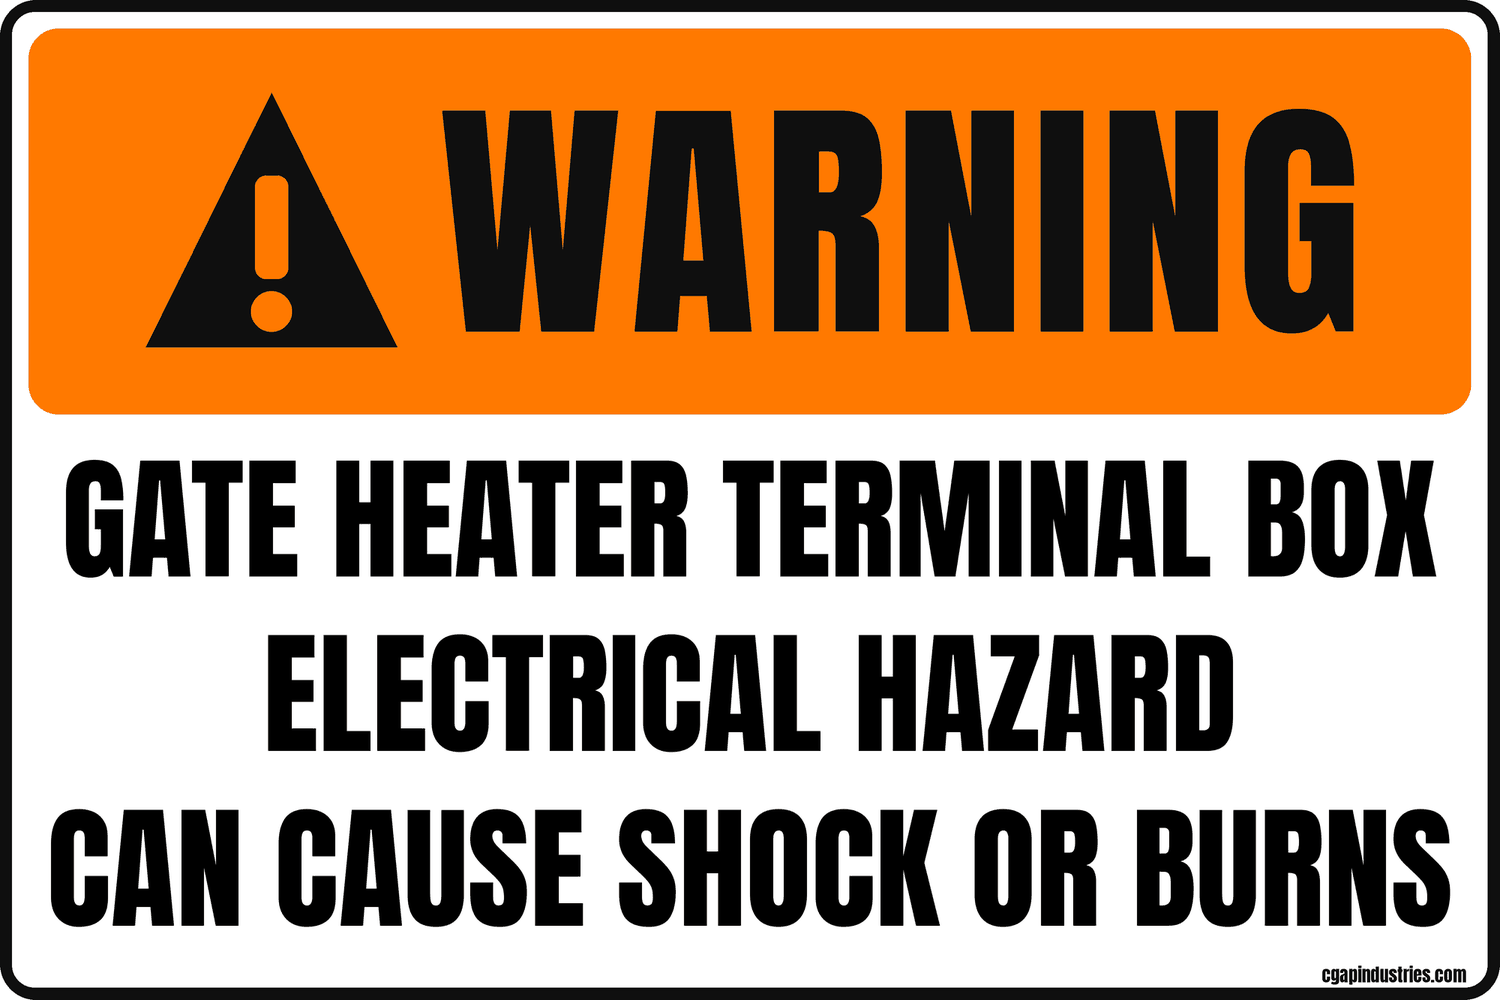 WARNING
GATE HEATER TERMINAL BOX
ELECTRICAL HAZARD
CAN CAUSE SHOCK OR BURNS
cgapindustries.com